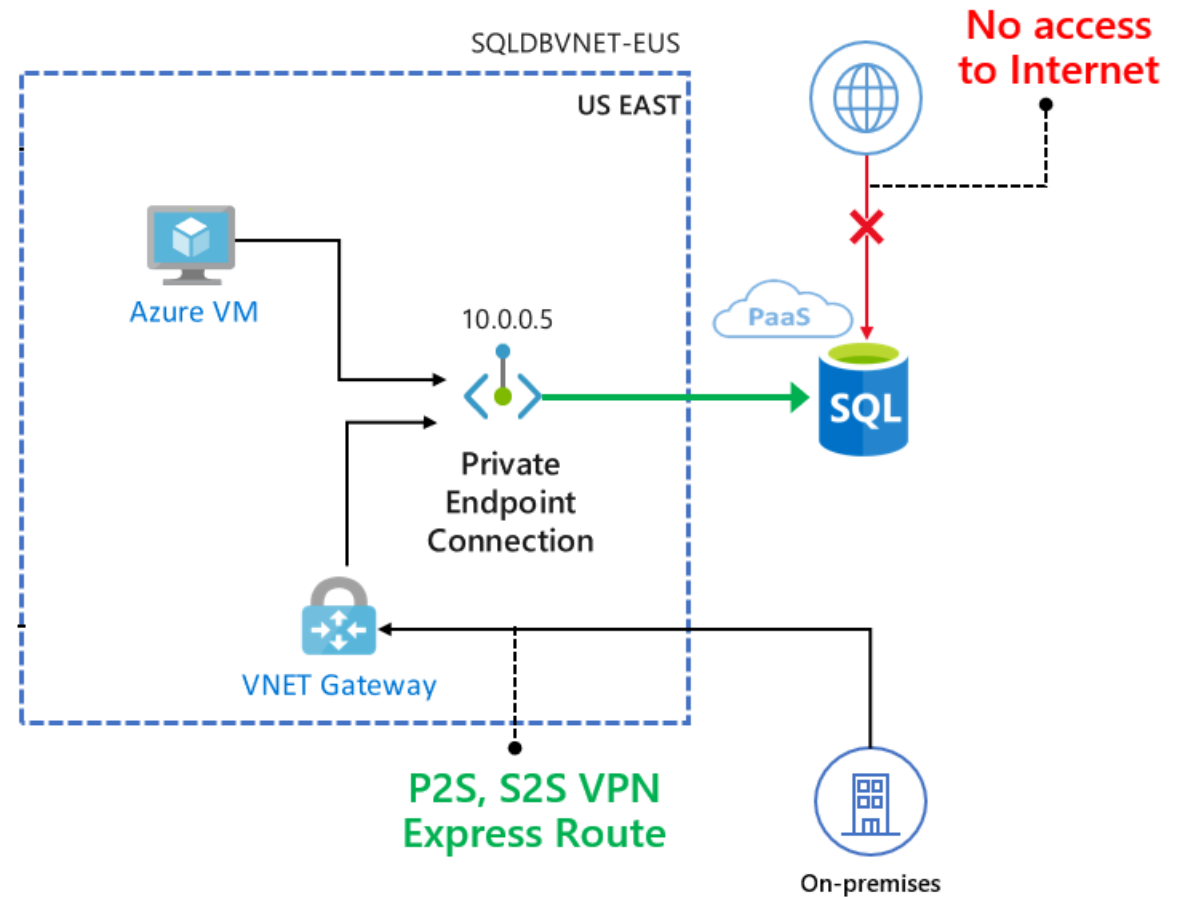 SQLDBVNET-EUS
No access
to Internet
US EAST
Azure VM
10.0.0.5
PaaS
SQL
Private
Endpoint
Connection
VNET Gateway
P2S, S2S VPN
Express Route
On-premises